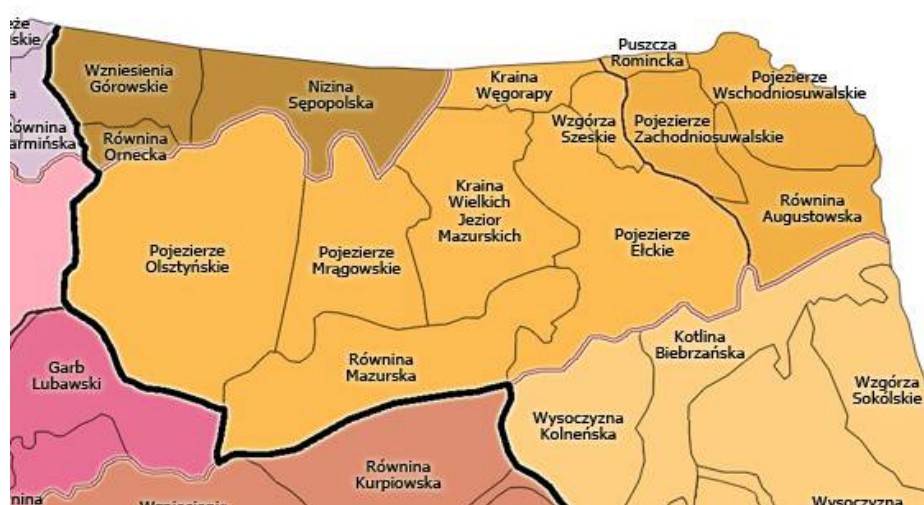 Puszcza
Romincka
Wzniesienia
Górowskie
Nizina
Sępopolska
Kraina
Węgorapy
Pojezierze
Wschodniosuwalskie
Wzgórza
Szeskie
Pojezierze
Zachodniosuwalskie
Równina
Ornecka
Kraina
Wielkich
Jezior
Mazurskich
Równina
Augustowska
Pojezierze
Olsztyńskie
Pojezierze
Mrągowskie
Pojezierze
Ełckie
Kotlina
Biebrzańska
Równina
Mazurska
Garb
Lubawski
Wzgórza
Sokólskie
Wysoczyzna
Kolneńska
Równina
Kurpiowska
Wysoczyzna